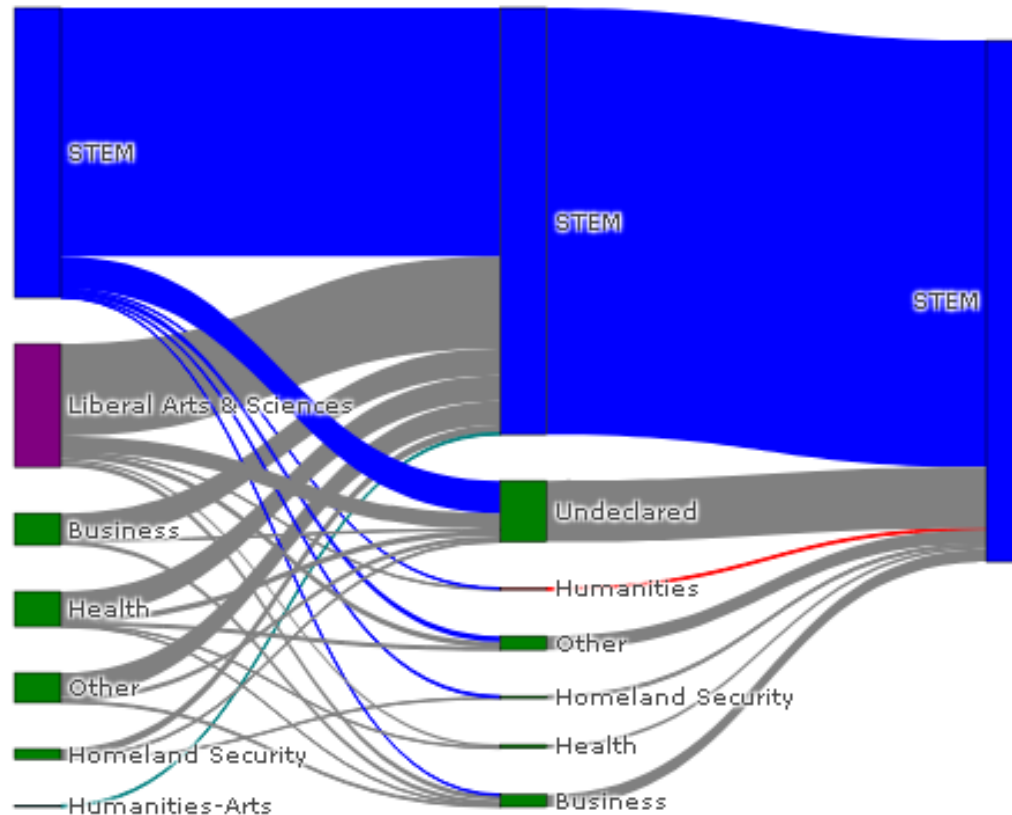 STEM
Liberal Arts & Sciences
Business
Health
Other
Homeland Security
Humanities-Arts
STEM
Undeclared
Humanities
Other
Homeland Security
Health
Business
STEM